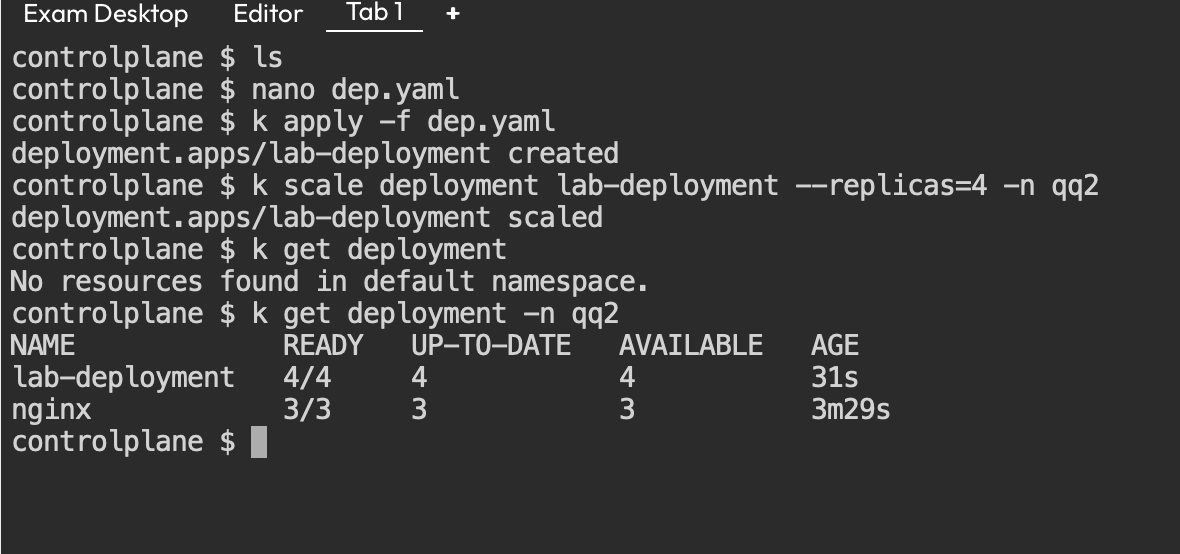 Exam Desktop Editor Tab 1 +
controlplane $ ls
controlplane $ nano dep.yaml
controlplane $ k apply -f dep.yaml
deployment.apps/lab-deployment created
controlplane $ k scale deployment lab-deployment --replicas=4 -n qq2
deployment.apps/lab-deployment scaled
controlplane $ k get deployment
No resources found in default namespace.
controlplane $ k get deployment -n qq2
NAME             READY   UP-TO-DATE   AVAILABLE   AGE
lab-deployment   4/4     4            4           31s
nginx            3/3     3            3           3m29s
controlplane $